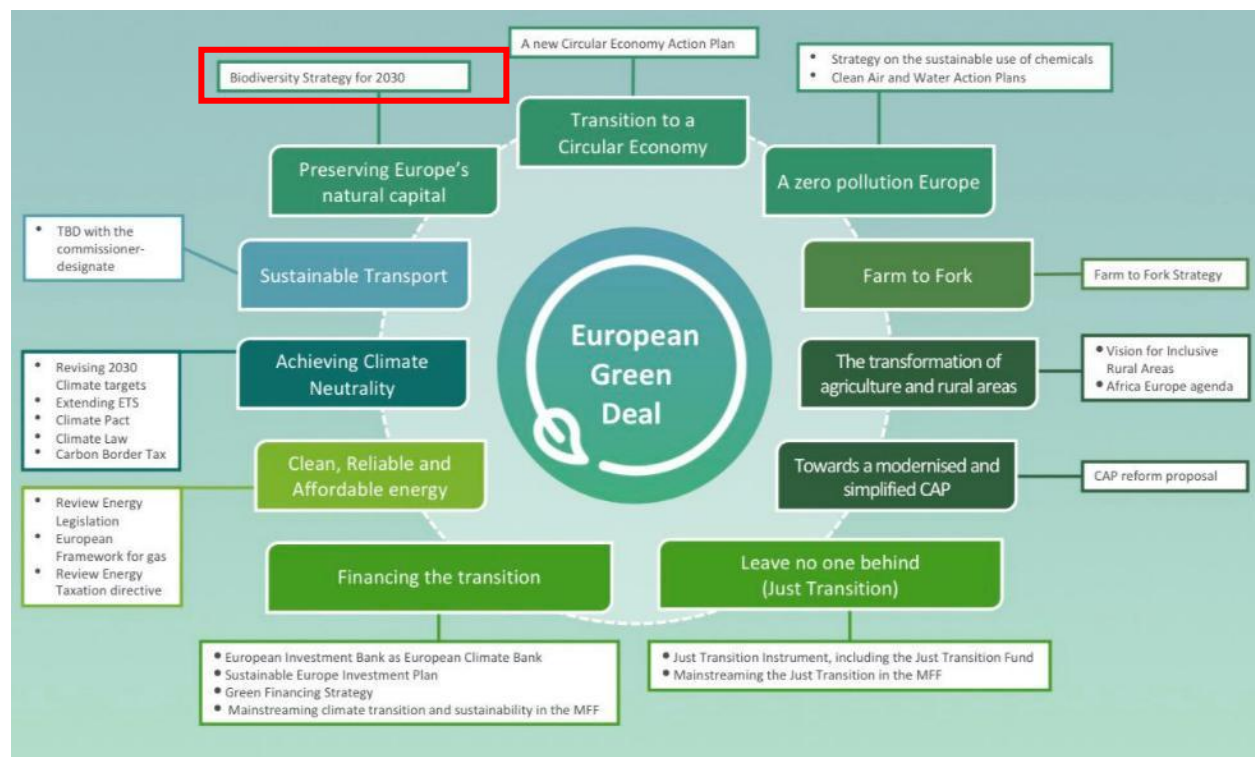 A new Circular Economy Action Plan
Biodiversity Strategy for 2030
• Strategy on the sustainable use of chemicals
• Clean Air and Water Action Plans
Transition to a
Circular Economy
Preserving Europe's
natural capital
A zero pollution Europe
• TBD with the
commissioner-
designate
Sustainable Transport
Farm to Fork
Farm to Fork Strategy
European
Green
Deal
• Revising 2030
Climate targets
• Extending ETS
• Climate Pact
• Climate Law
• Carbon Border Tax
Achieving Climate
Neutrality
The transformation of
agriculture and rural areas
• Vision for Inclusive
Rural Areas
• Africa Europe agenda
Clean, Reliable and
Affordable energy
Towards a modernised and
simplified CAP
CAP reform proposal
• Review Energy
Legislation
• European
Framework for gas
• Review Energy
Taxation directive
Financing the transition
Leave no one behind
(Just Transition)
• European Investment Bank as European Climate Bank
• Sustainable Europe Investment Plan
• Green Financing Strategy
• Mainstreaming climate transition and sustainability in the MFF
• Just Transition Instrument, including the Just Transition Fund
• Mainstreaming the Just Transition in the MFF